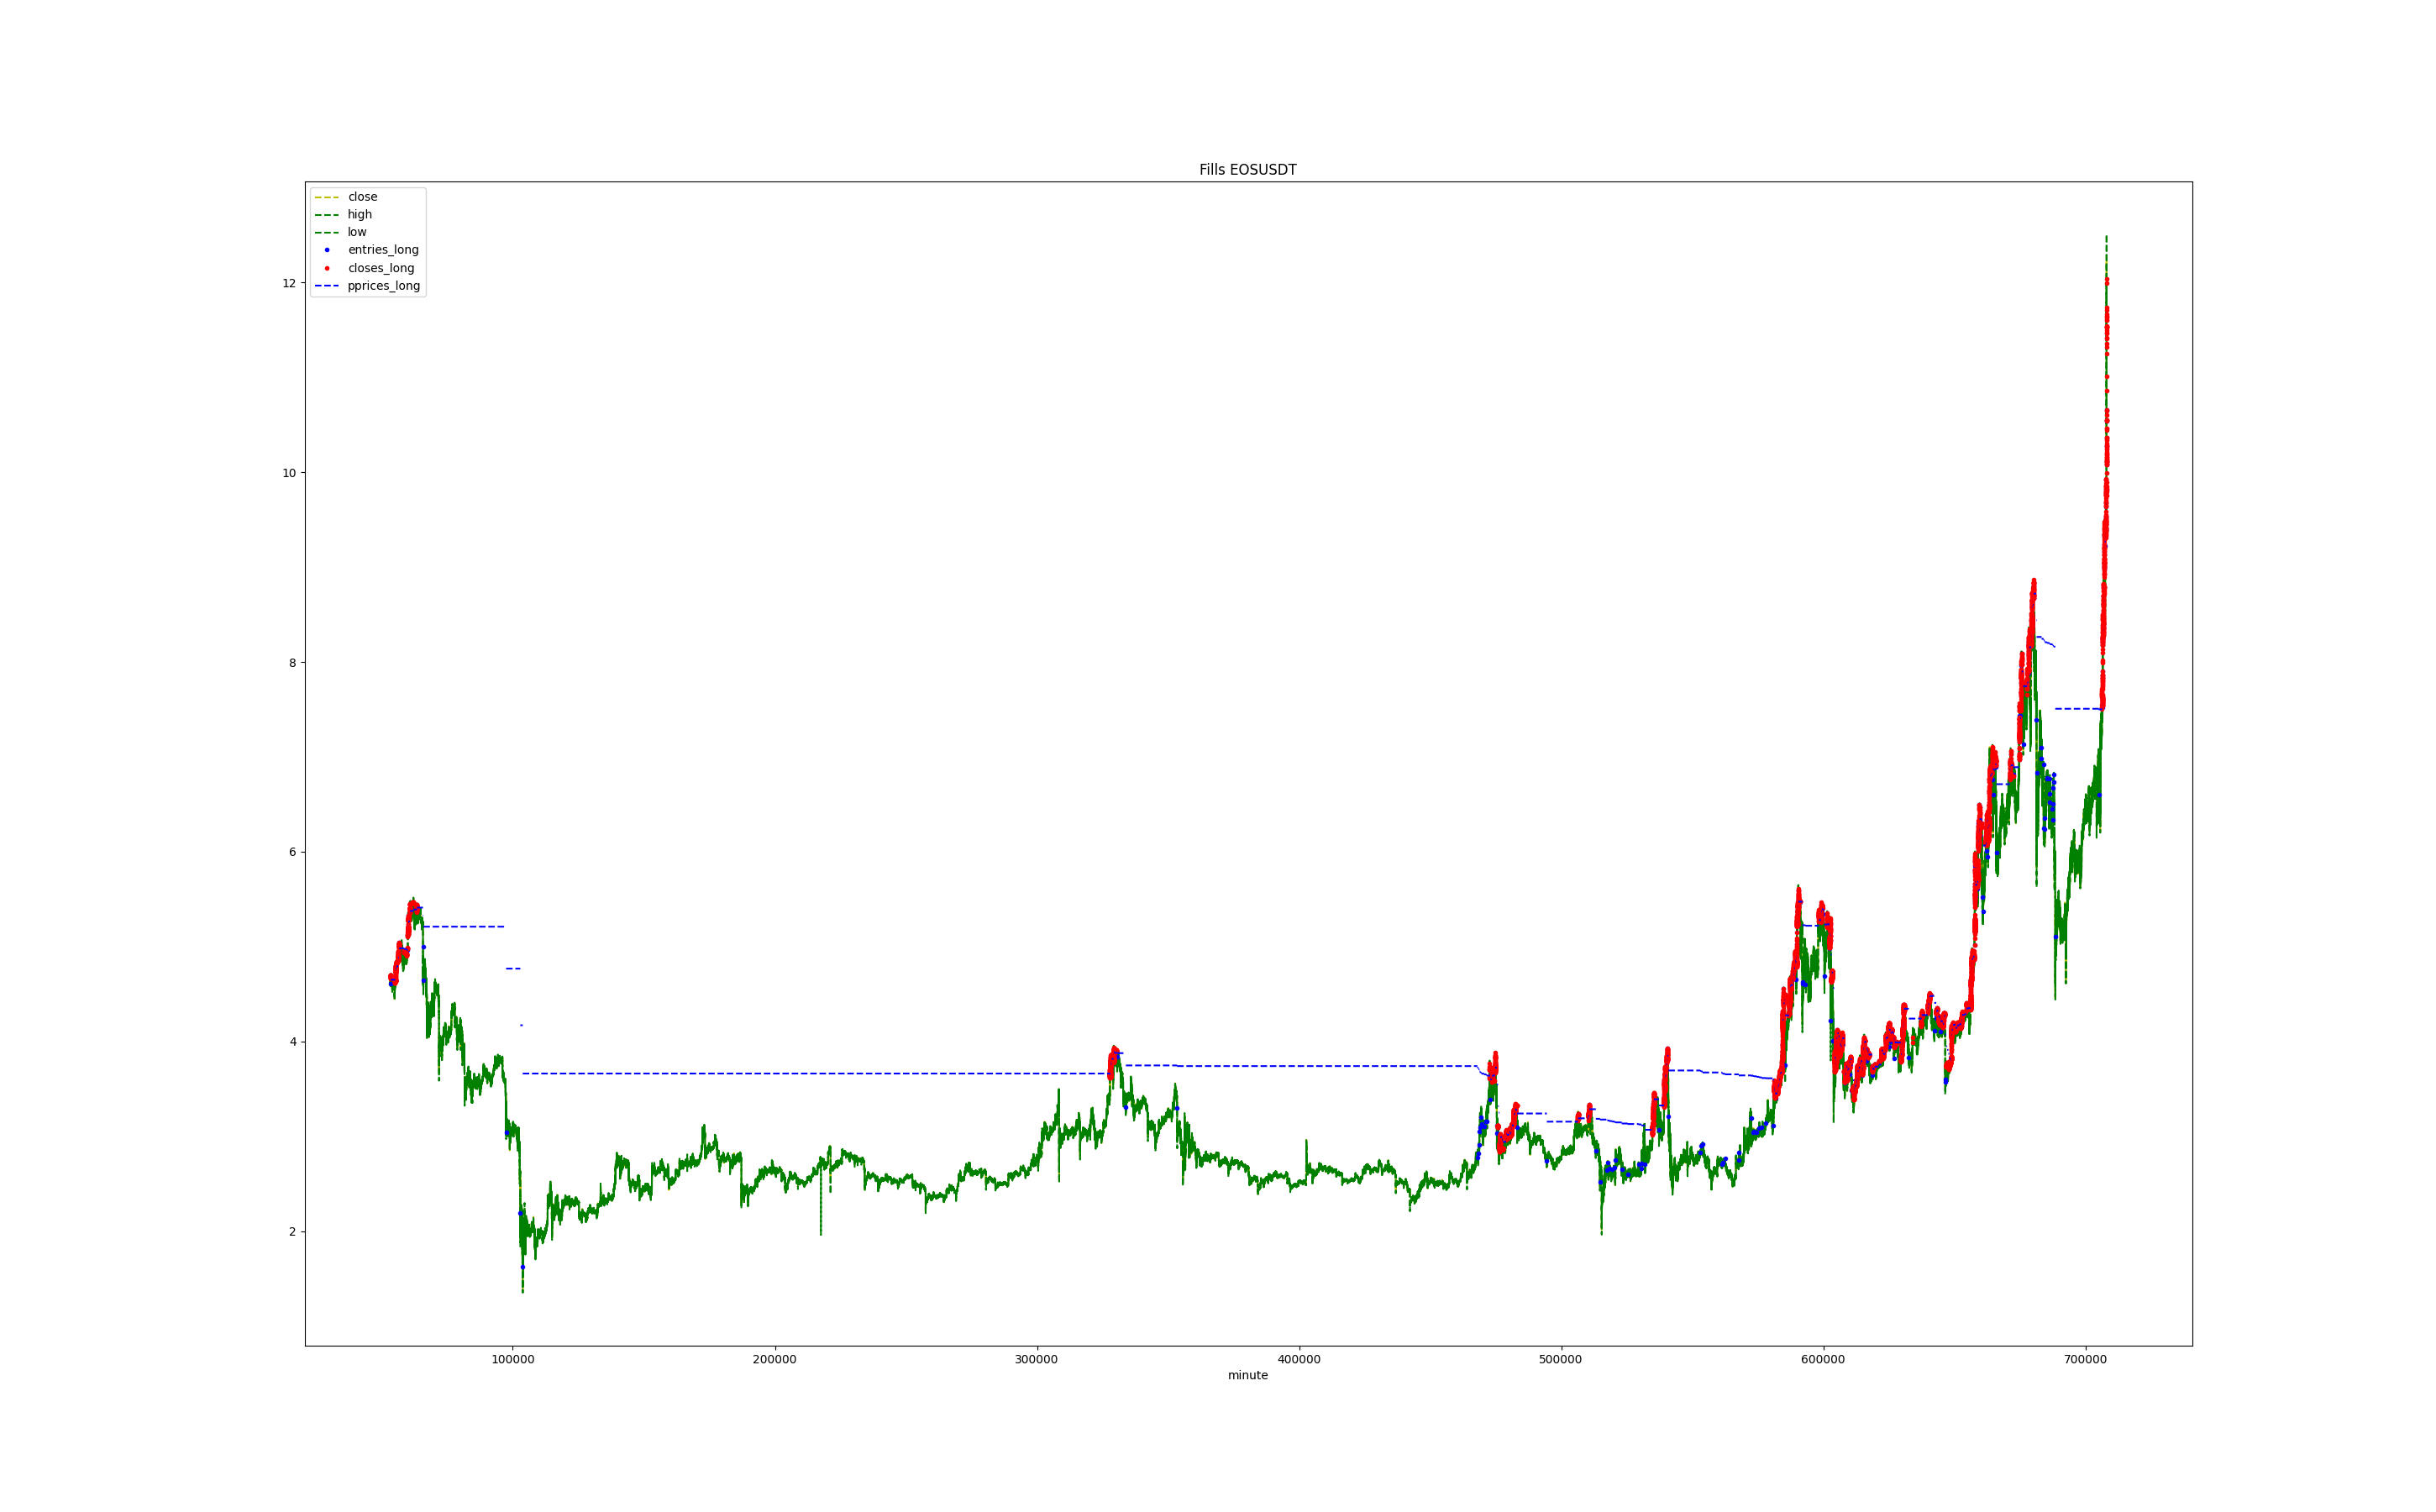 Fills EOSUSDT
close
high
low
entries_long
closes_long
pprices_long
12
10
8
6
4
2
100000 200000 300000 400000 500000 600000 700000
minute